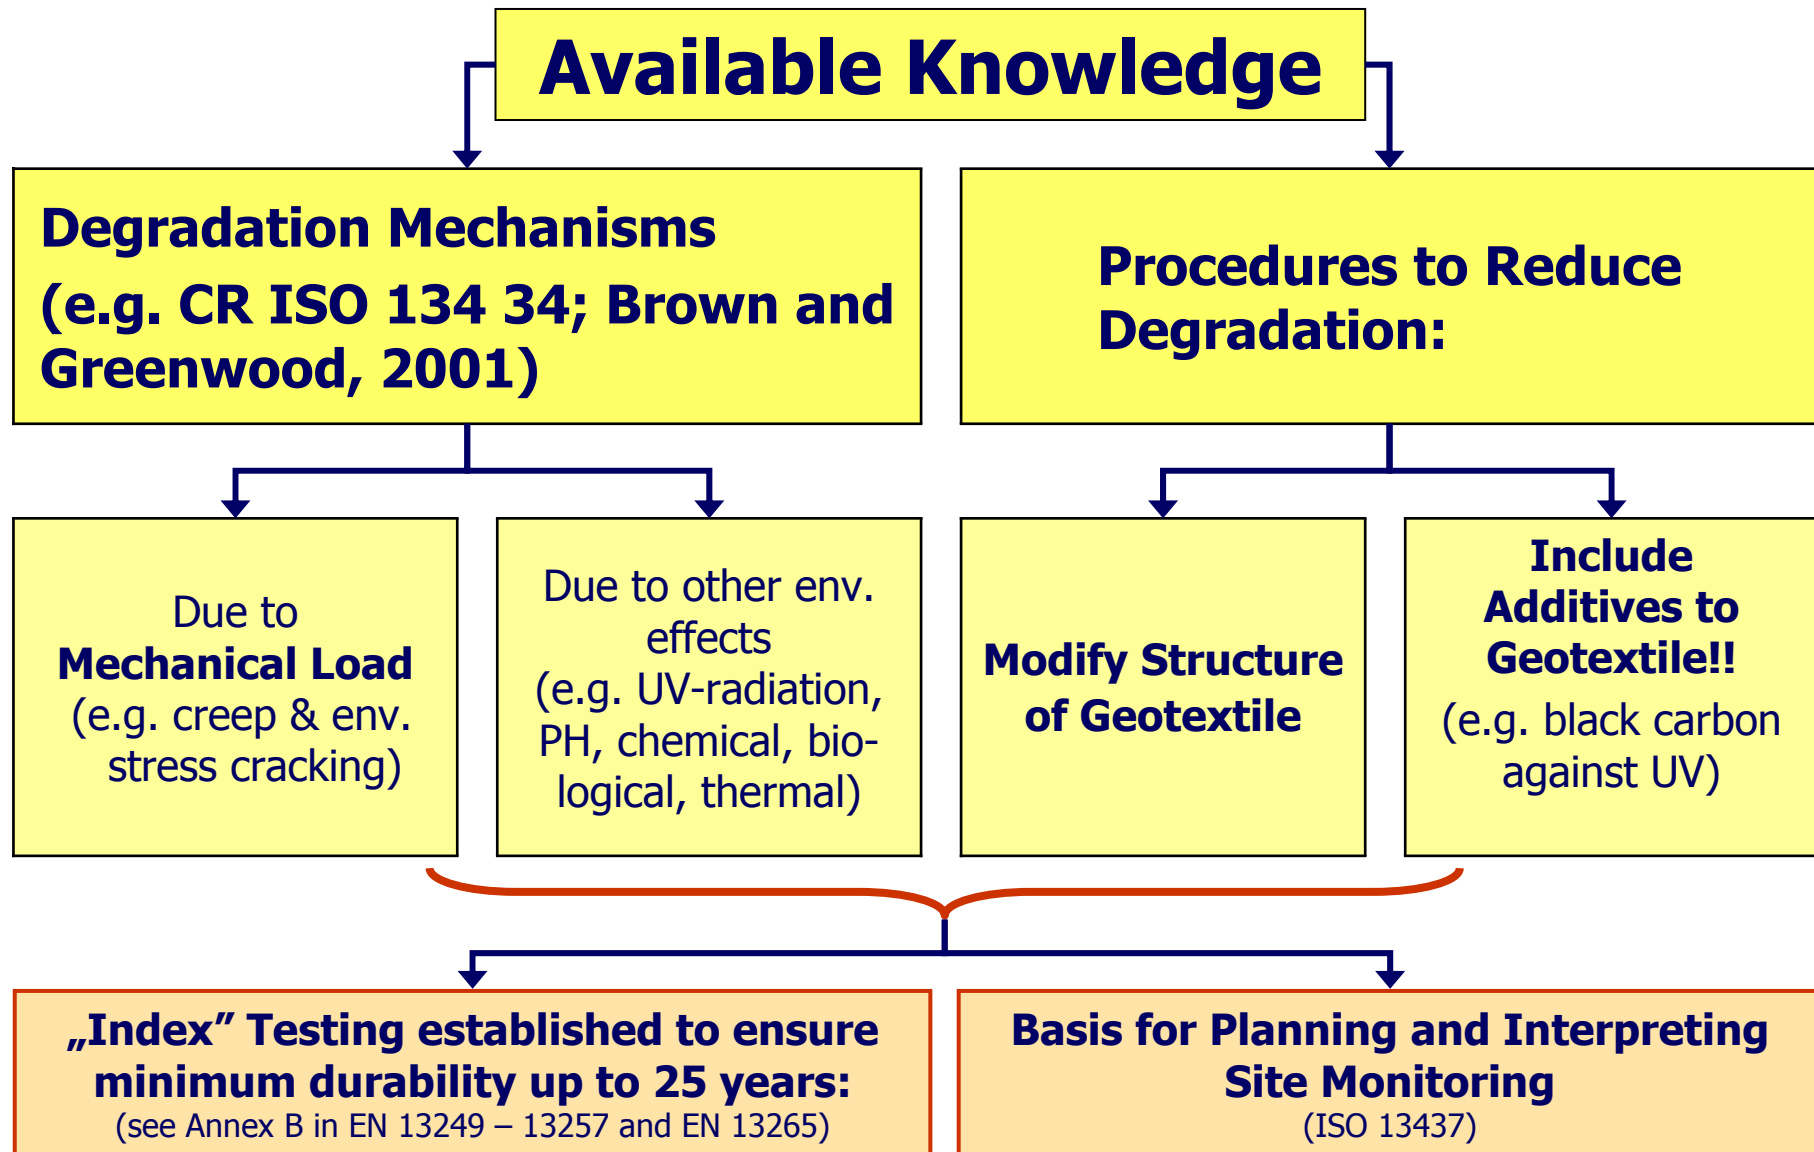 Available Knowledge
Degradation Mechanisms
(e.g. CR ISO 134 34; Brown and
Greenwood, 2001)
Procedures to Reduce
Degradation:
Due to
Mechanical Load
(e.g. creep & env.
stress cracking)
Due to other env.
effects
(e.g. UV-radiation,
PH, chemical, bio-
logical, thermal)
Modify Structure
of Geotextile
Include
Additives to
Geotextile!!
(e.g. black carbon
against UV)
„Index” Testing established to ensure
minimum durability up to 25 years:
(see Annex B in EN 13249 – 13257 and EN 13265)
Basis for Planning and Interpreting
Site Monitoring
(ISO 13437)